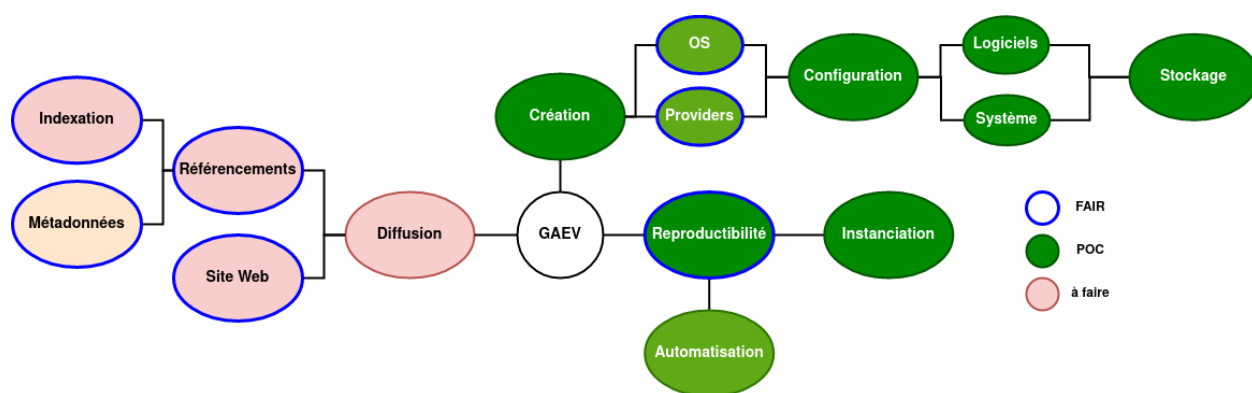 OS
Logiciels
Configuration
Stockage
Indexation
Création
Providers
Système
Référencements
FAIR
Métadonnées
Diffusion
GAEV
Reproductibilité
Instanciation
POC
Site Web
à faire
Automatisation